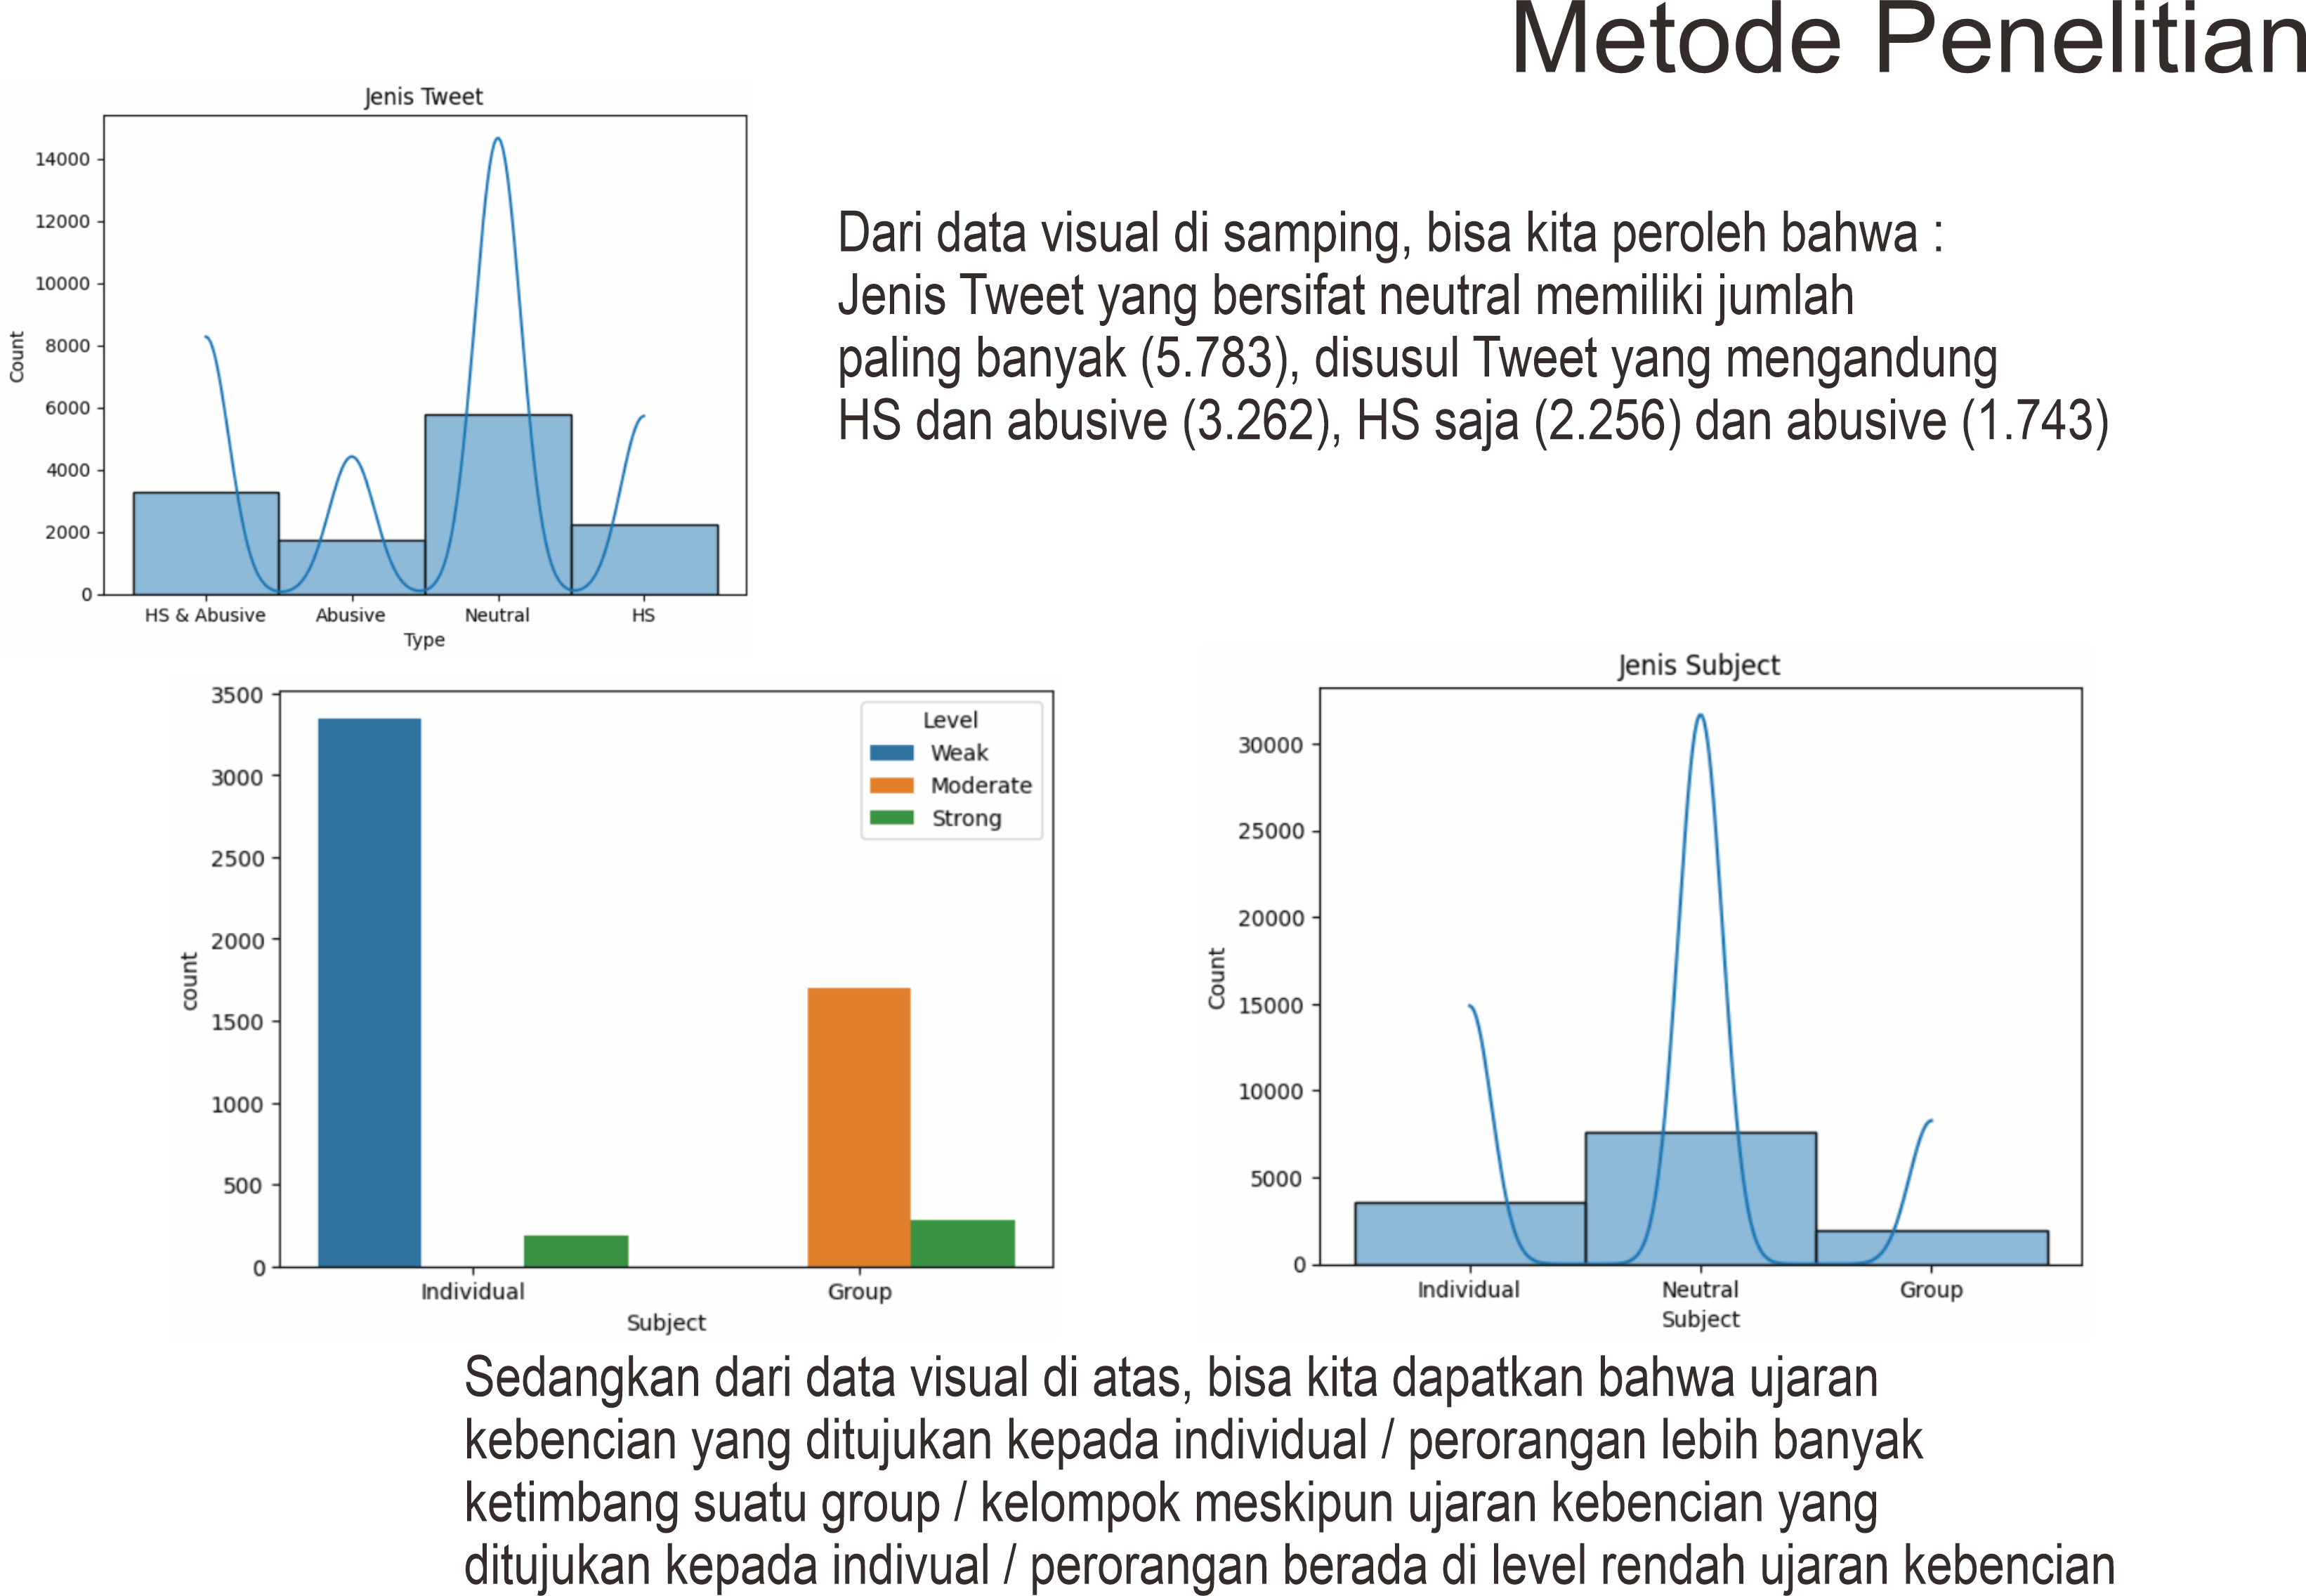 Metode Penelitian
Jenis Tweet
14000
12000
10000
8000
6000
4000
2000
0
Count
HS & Abusive Abusive Neutral HS
Type
Dari data visual di samping, bisa kita peroleh bahwa :
Jenis Tweet yang bersifat neutral memiliki jumlah
paling banyak (5.783), disusul Tweet yang mengandung
HS dan abusive (3.262), HS saja (2.256) dan abusive (1.743)
3500
3000
2500
2000
1500
1000
500
0
count
Level
Weak
Moderate
Strong
Individual Group
Subject
Jenis Subject
30000
25000
20000
15000
10000
5000
0
Count
Individual Neutral Group
Subject
Sedangkan dari data visual di atas, bisa kita dapatkan bahwa ujaran
kebencian yang ditujukan kepada individual / perorangan lebih banyak
ketimbang suatu group / kelompok meskipun ujaran kebencian yang
ditujukan kepada indivual / perorangan berada di level rendah ujaran kebencian